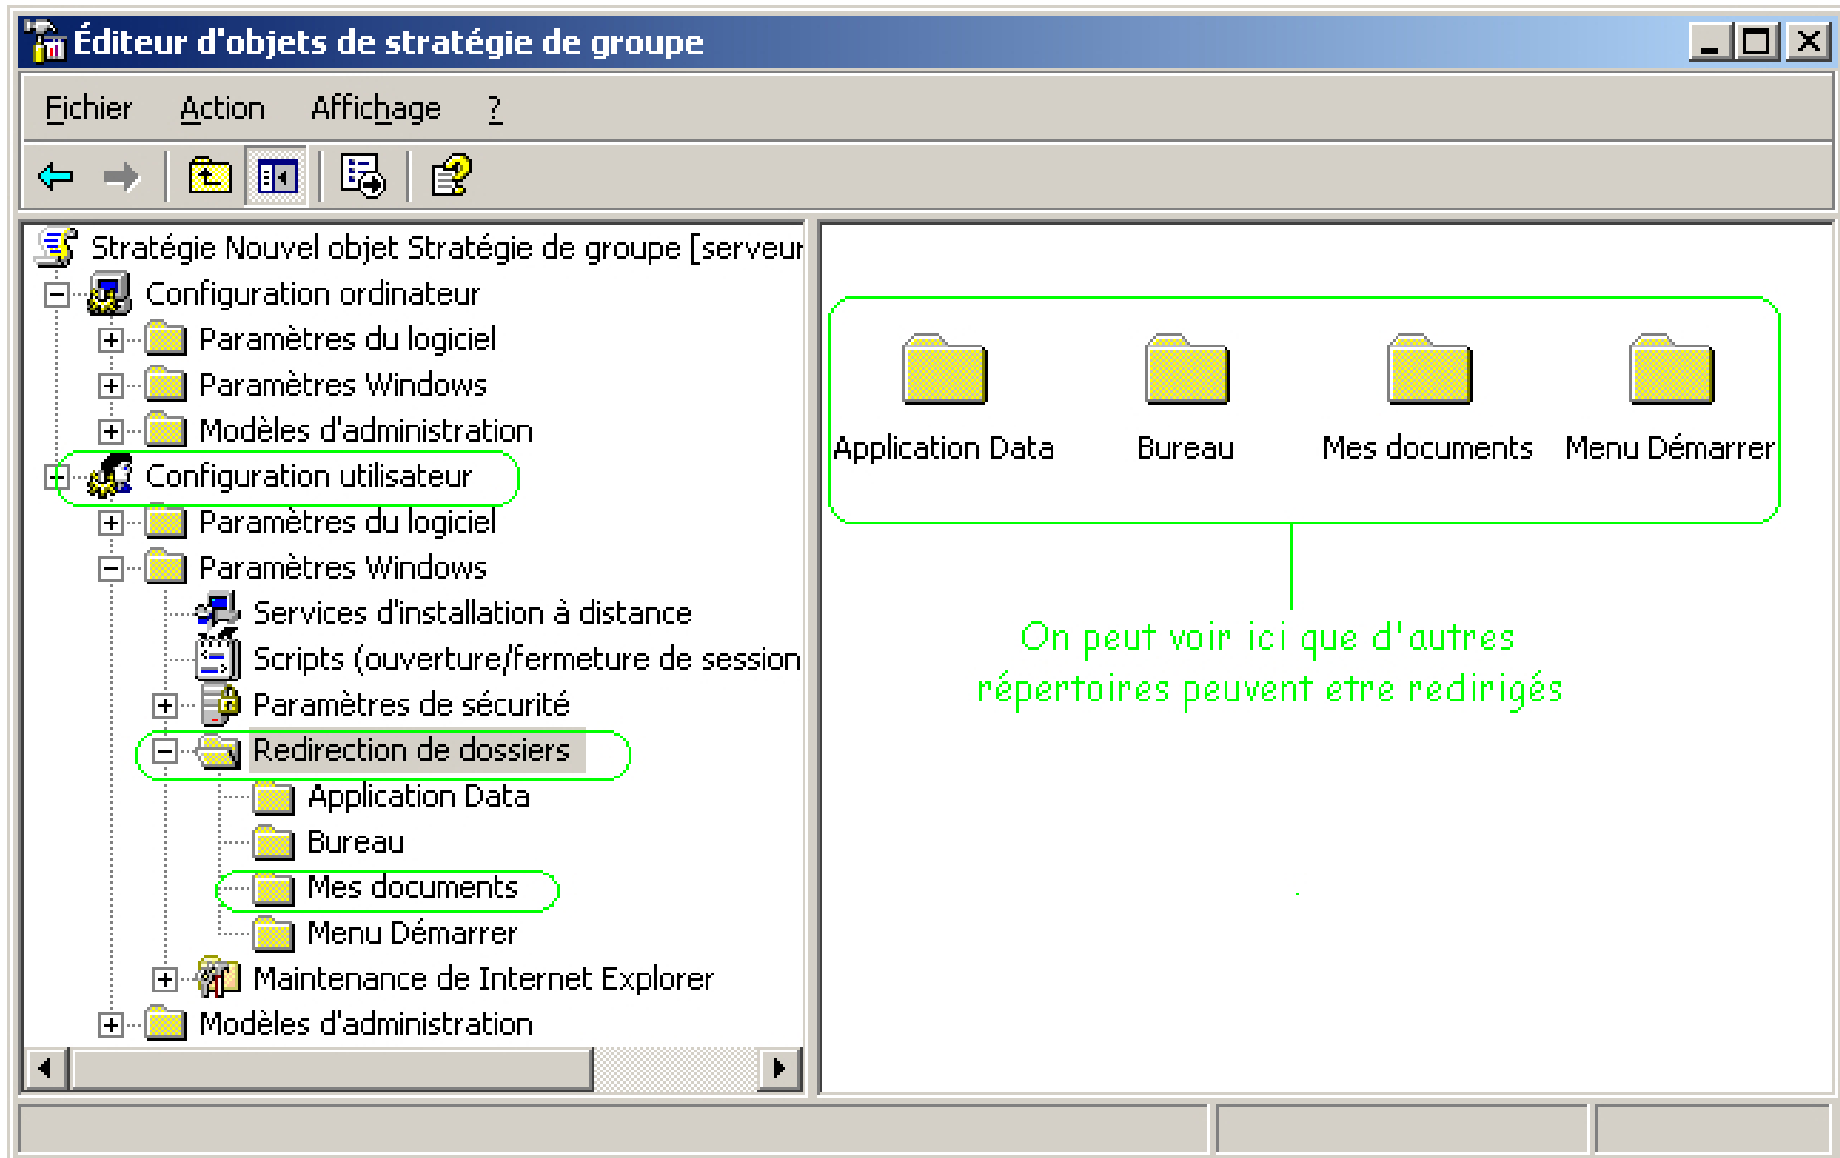 Éditeur d'objets de stratégie de groupe
Fichier Action Affichage ?
Stratégie Nouvel objet Stratégie de groupe [serveur
Configuration ordinateur
Paramètres du logiciel
Paramètres Windows
Modèles d'administration
Configuration utilisateur
Paramètres du logiciel
Paramètres Windows
Services d'installation à distance
Scripts (ouverture/fermeture de session
Paramètres de sécurité
Redirection de dossiers
Application Data
Bureau
Mes documents
Menu Démarrer
Maintenance de Internet Explorer
Modèles d'administration
Application Data Bureau Mes documents Menu Démarrer
On peut voir ici que d'autres
répertoires peuvent etre redirigés